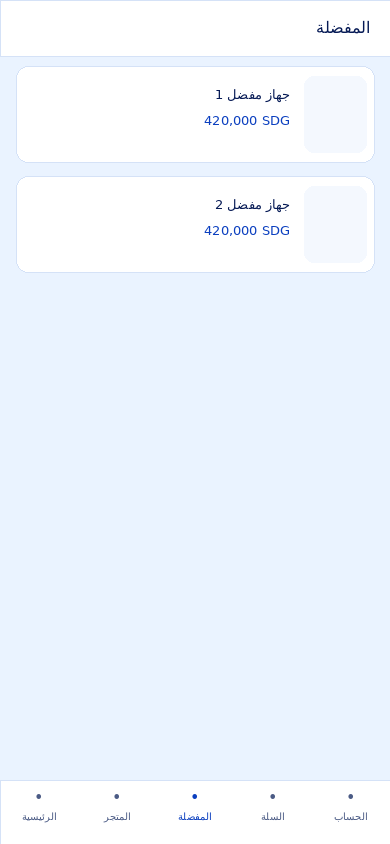 المفضلة
جهاز مفضل 1
420,000 SDG
جهاز مفضل 2
420,000 SDG
الحساب
السلة
المفضلة
المتجر
الرئيسية